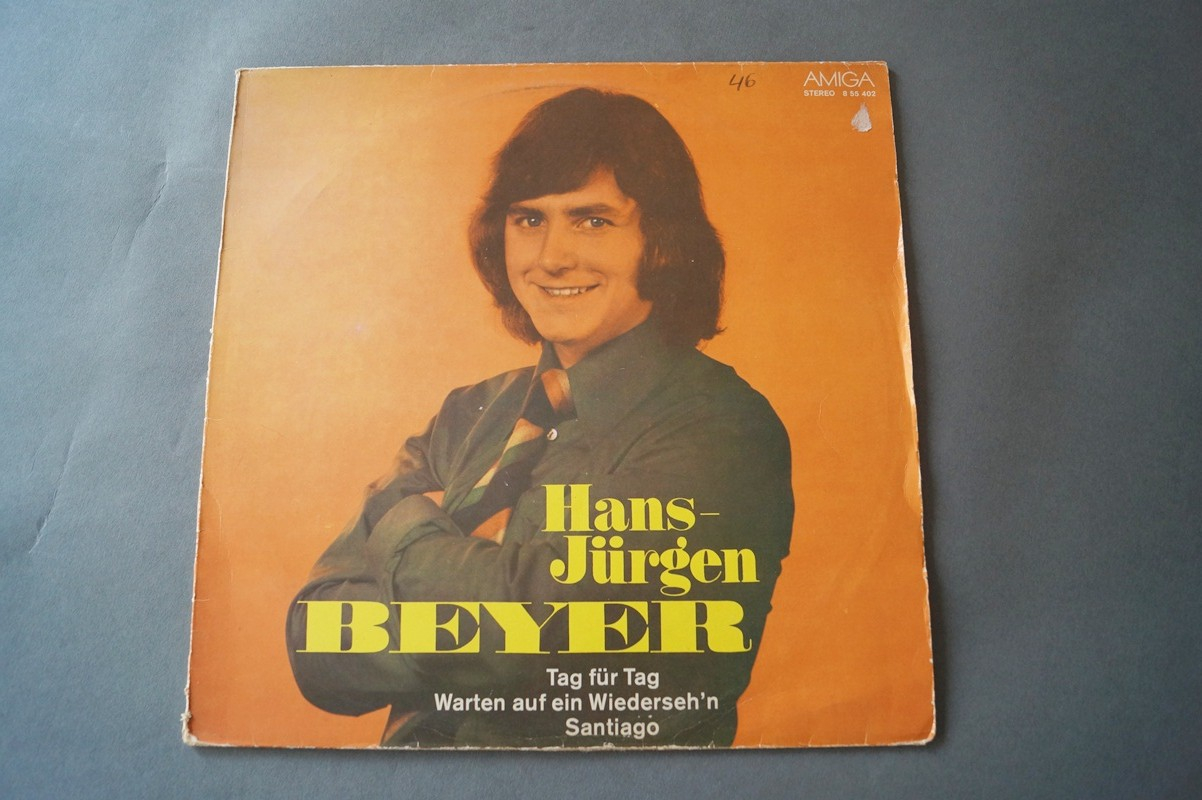 46
AMIGA
STEREO 8 55 402
Hans-
Jürgen
BEYER
Tag für Tag
Warten auf ein Wiederseh'n
Santiago